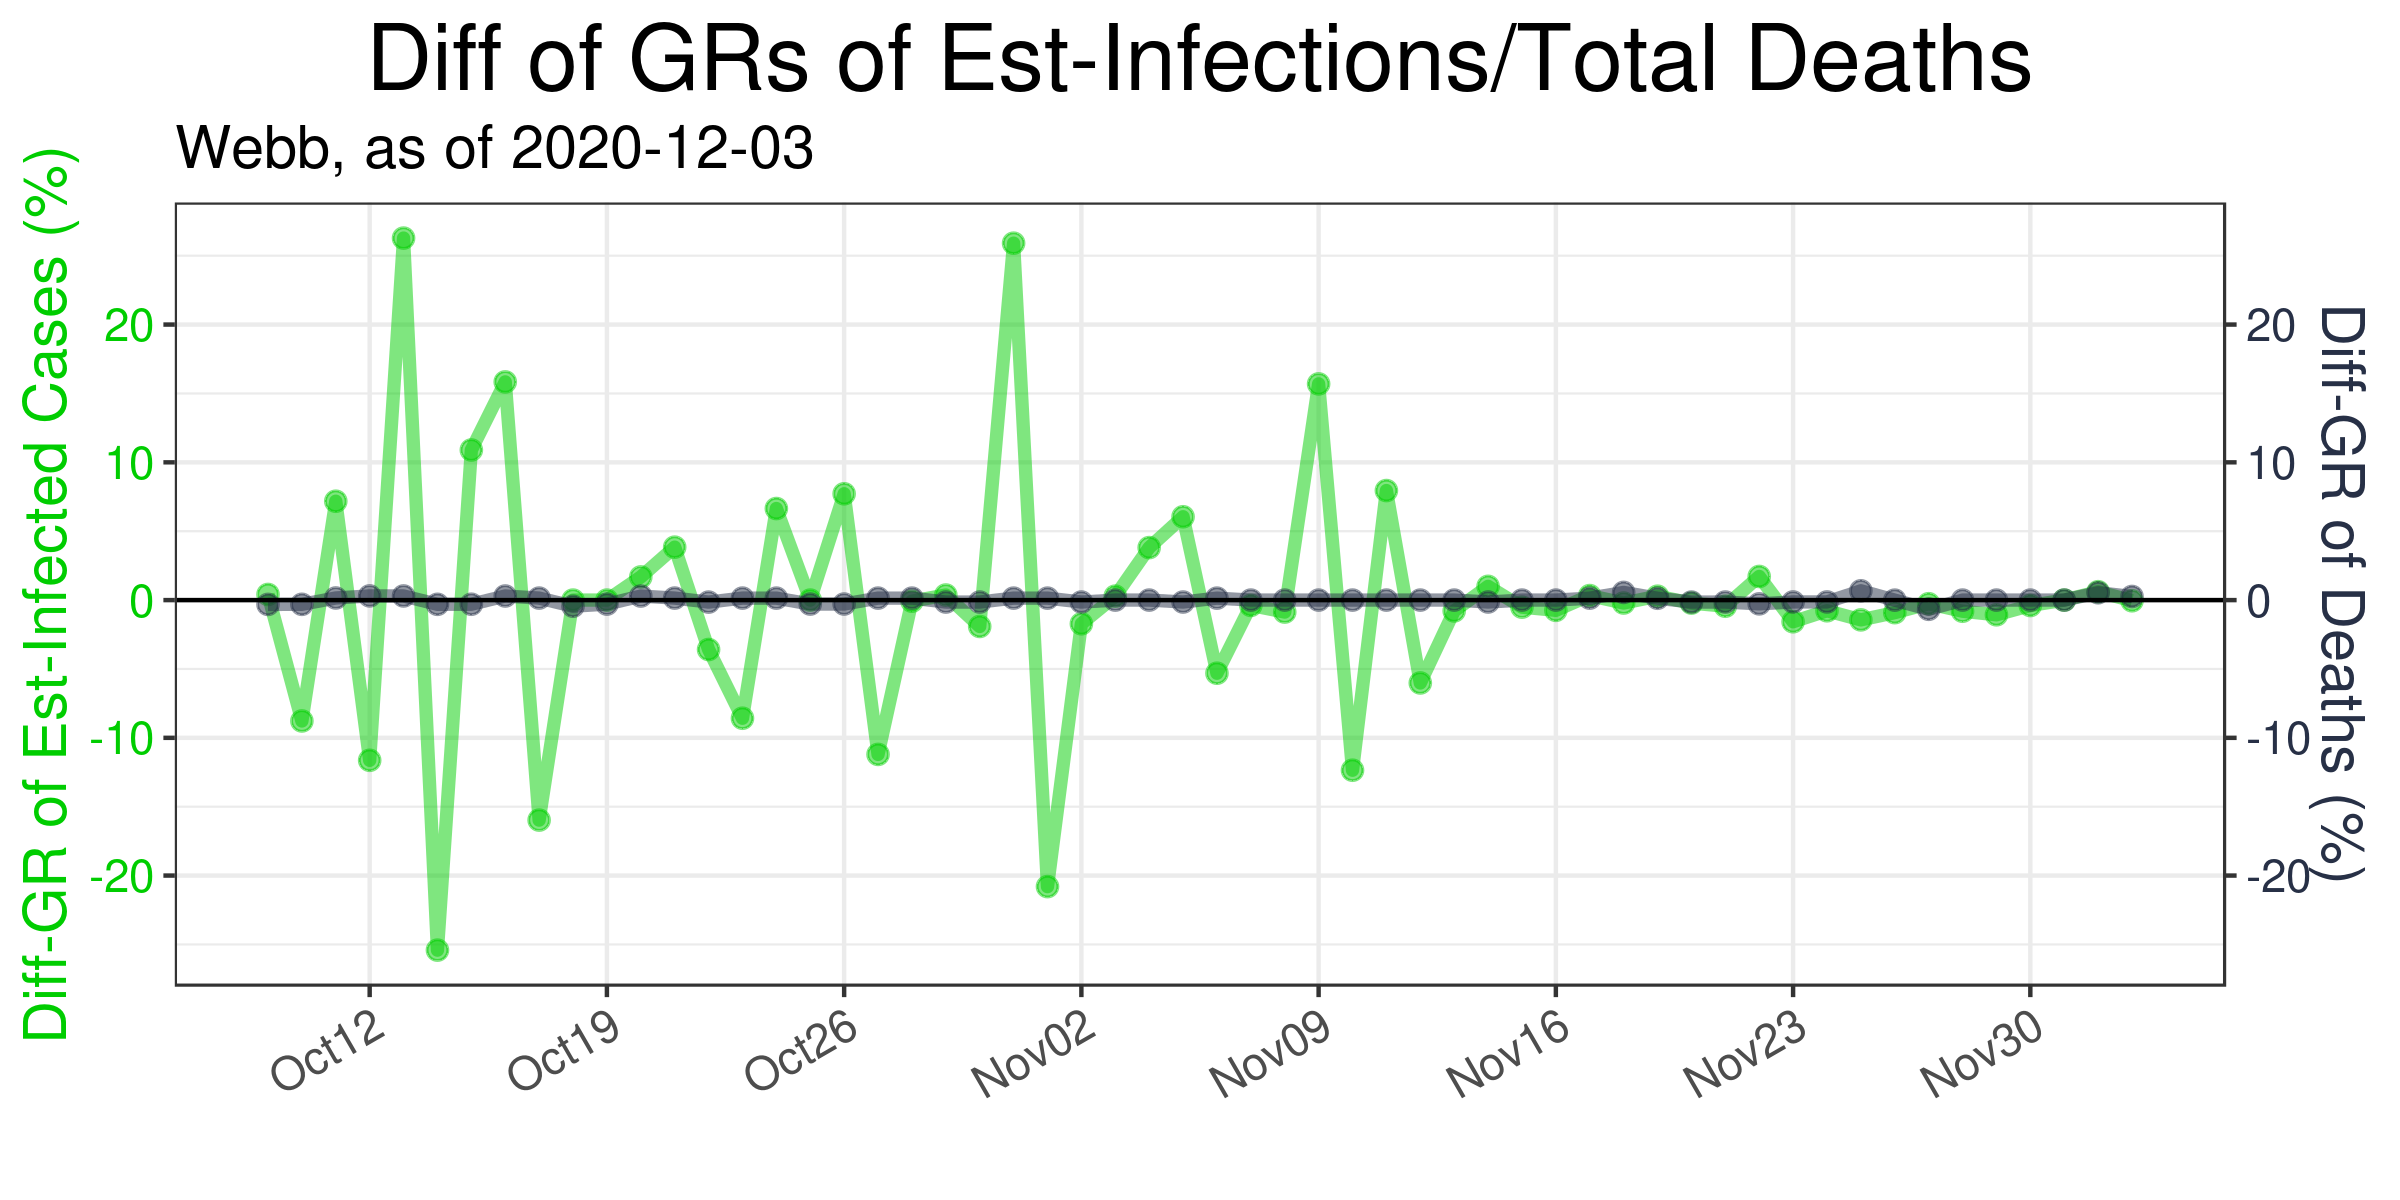 Diff of GRs of Est-Infections/Total Deaths
Webb, as of 2020-12-03
Diff-GR of Est-Infected Cases (%)
20
10
0
-10
-20
20
10
0
-10
-20
Diff-GR of Deaths (%)
Oct12
Oct19
Oct26
Nov02
Nov09
Nov16
Nov23
Nov30